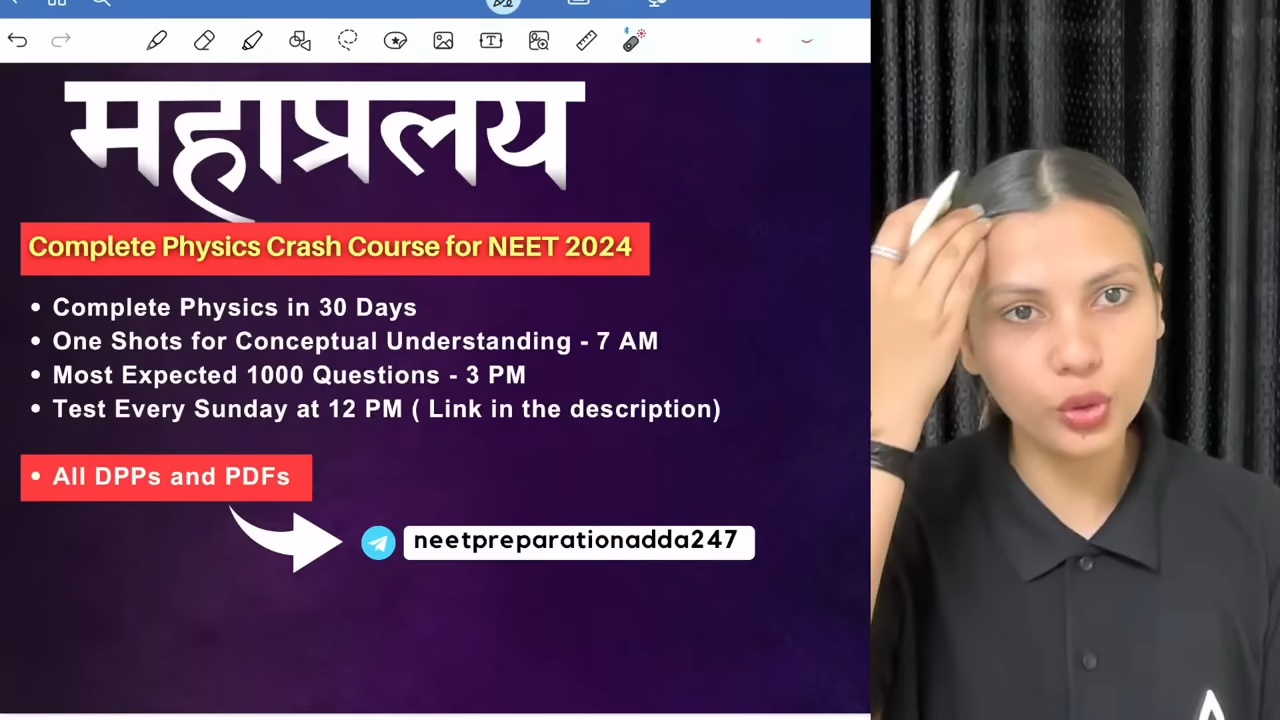 महाप्रलय
Complete Physics Crash Course for NEET 2024
• Complete Physics in 30 Days
• One Shots for Conceptual Understanding - 7 AM
• Most Expected 1000 Questions - 3 PM
• Test Every Sunday at 12 PM ( Link in the description)
• All DPPs and PDFs
neetpreparationadda247